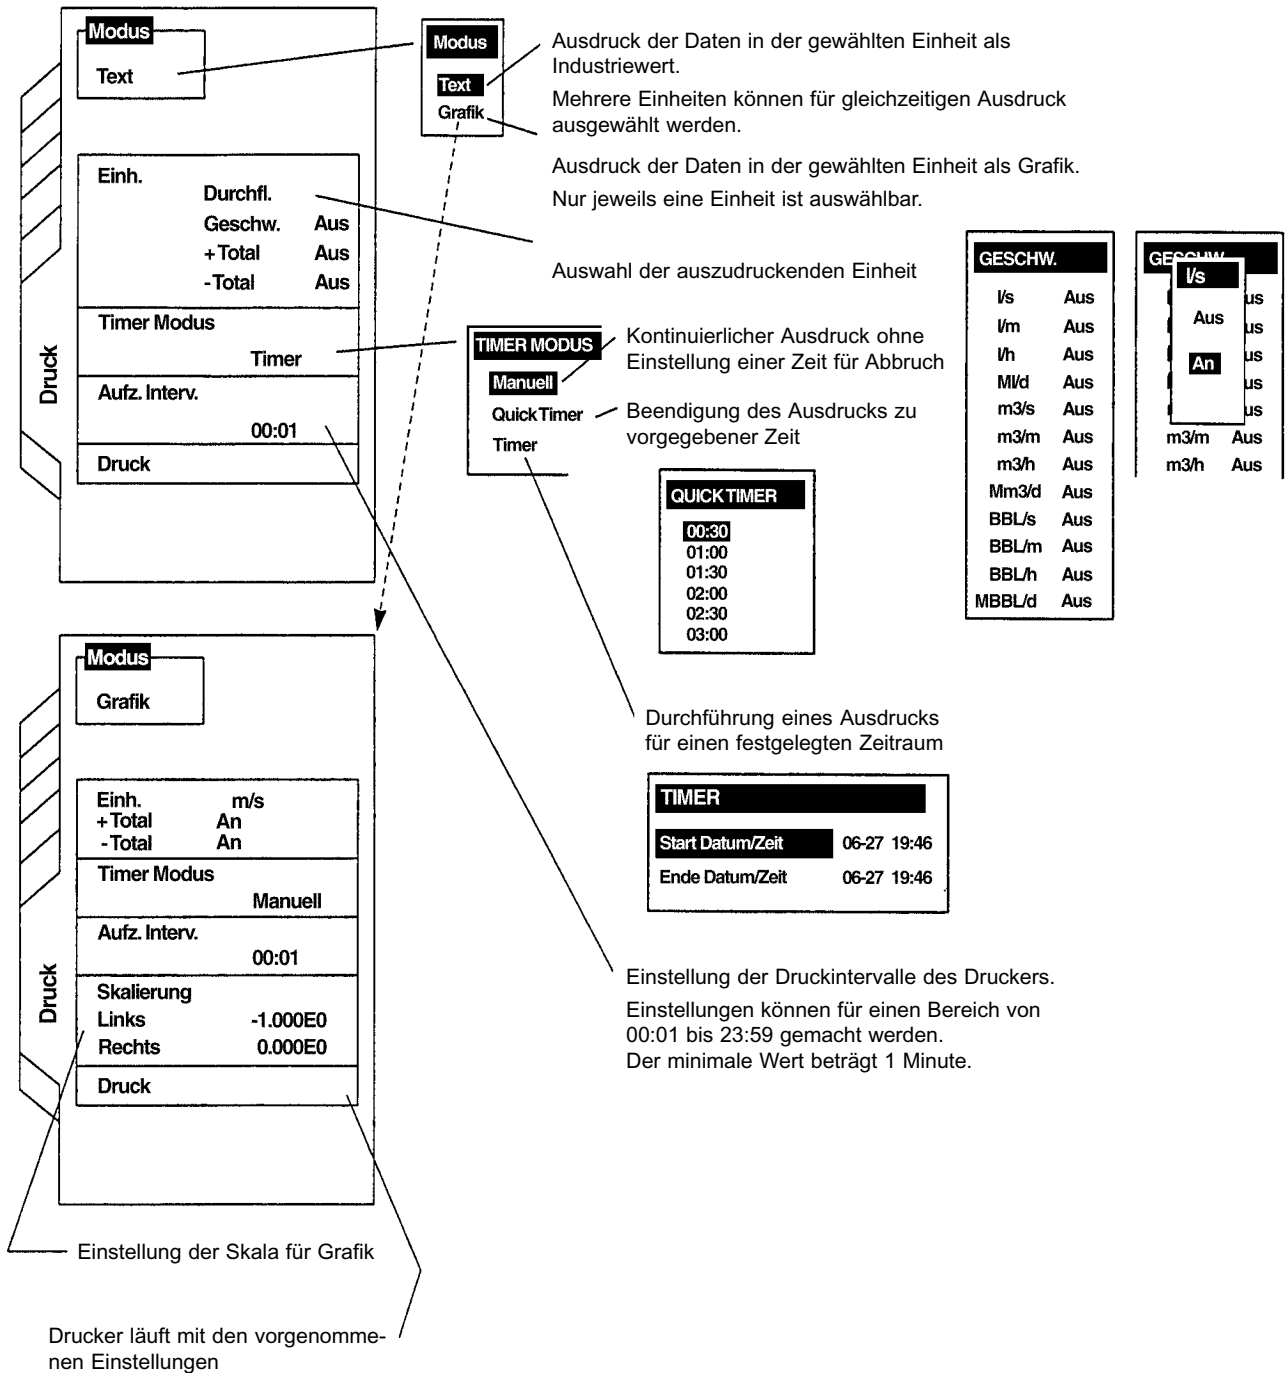 Modus
Text
Einh.
Durchfl.
Geschw. Aus
+Total Aus
-Total Aus
Timer Modus
Timer
Aufz. Interv.
00:01
Druck
Druck
Modus
Text
Grafik
Ausdruck der Daten in der gewählten Einheit als
Industriewert.
Mehrere Einheiten können für gleichzeitigen Ausdruck
ausgewählt werden.
Ausdruck der Daten in der gewählten Einheit als Grafik.
Nur jeweils eine Einheit ist auswählbar.
Auswahl der auszudruckenden Einheit
GESCHW.
l/s Aus
l/m Aus
l/h Aus
Ml/d Aus
m3/s Aus
m3/m Aus
m3/h Aus
Mm3/d Aus
BBL/s Aus
BBL/m Aus
BBL/h Aus
MBBL/d Aus
GESCHW.
l/s
Aus
An
us
us
us
us
us
m3/m Aus
m3/h Aus
TIMER MODUS
Manuell
Quick Timer
Timer
Kontinuierlicher Ausdruck ohne
Einstellung einer Zeit für Abbruch
Beendigung des Ausdrucks zu
vorgegebener Zeit
QUICK TIMER
00:30
01:00
01:30
02:00
02:30
03:00
Durchführung eines Ausdrucks
für einen festgelegten Zeitraum
TIMER
Start Datum/Zeit 06-27 19:46
Ende Datum/Zeit 06-27 19:46
Modus
Grafik
Einh. m/s
+Total An
-Total An
Timer Modus
Manuell
Aufz. Interv.
00:01
Skalierung
Links -1.000E0
Rechts 0.000E0
Druck
Druck
Einstellung der Druckintervalle des Druckers.
Einstellungen können für einen Bereich von
00:01 bis 23:59 gemacht werden.
Der minimale Wert beträgt 1 Minute.
Einstellung der Skala für Grafik
Drucker läuft mit den vorgenomme-
nen Einstellungen